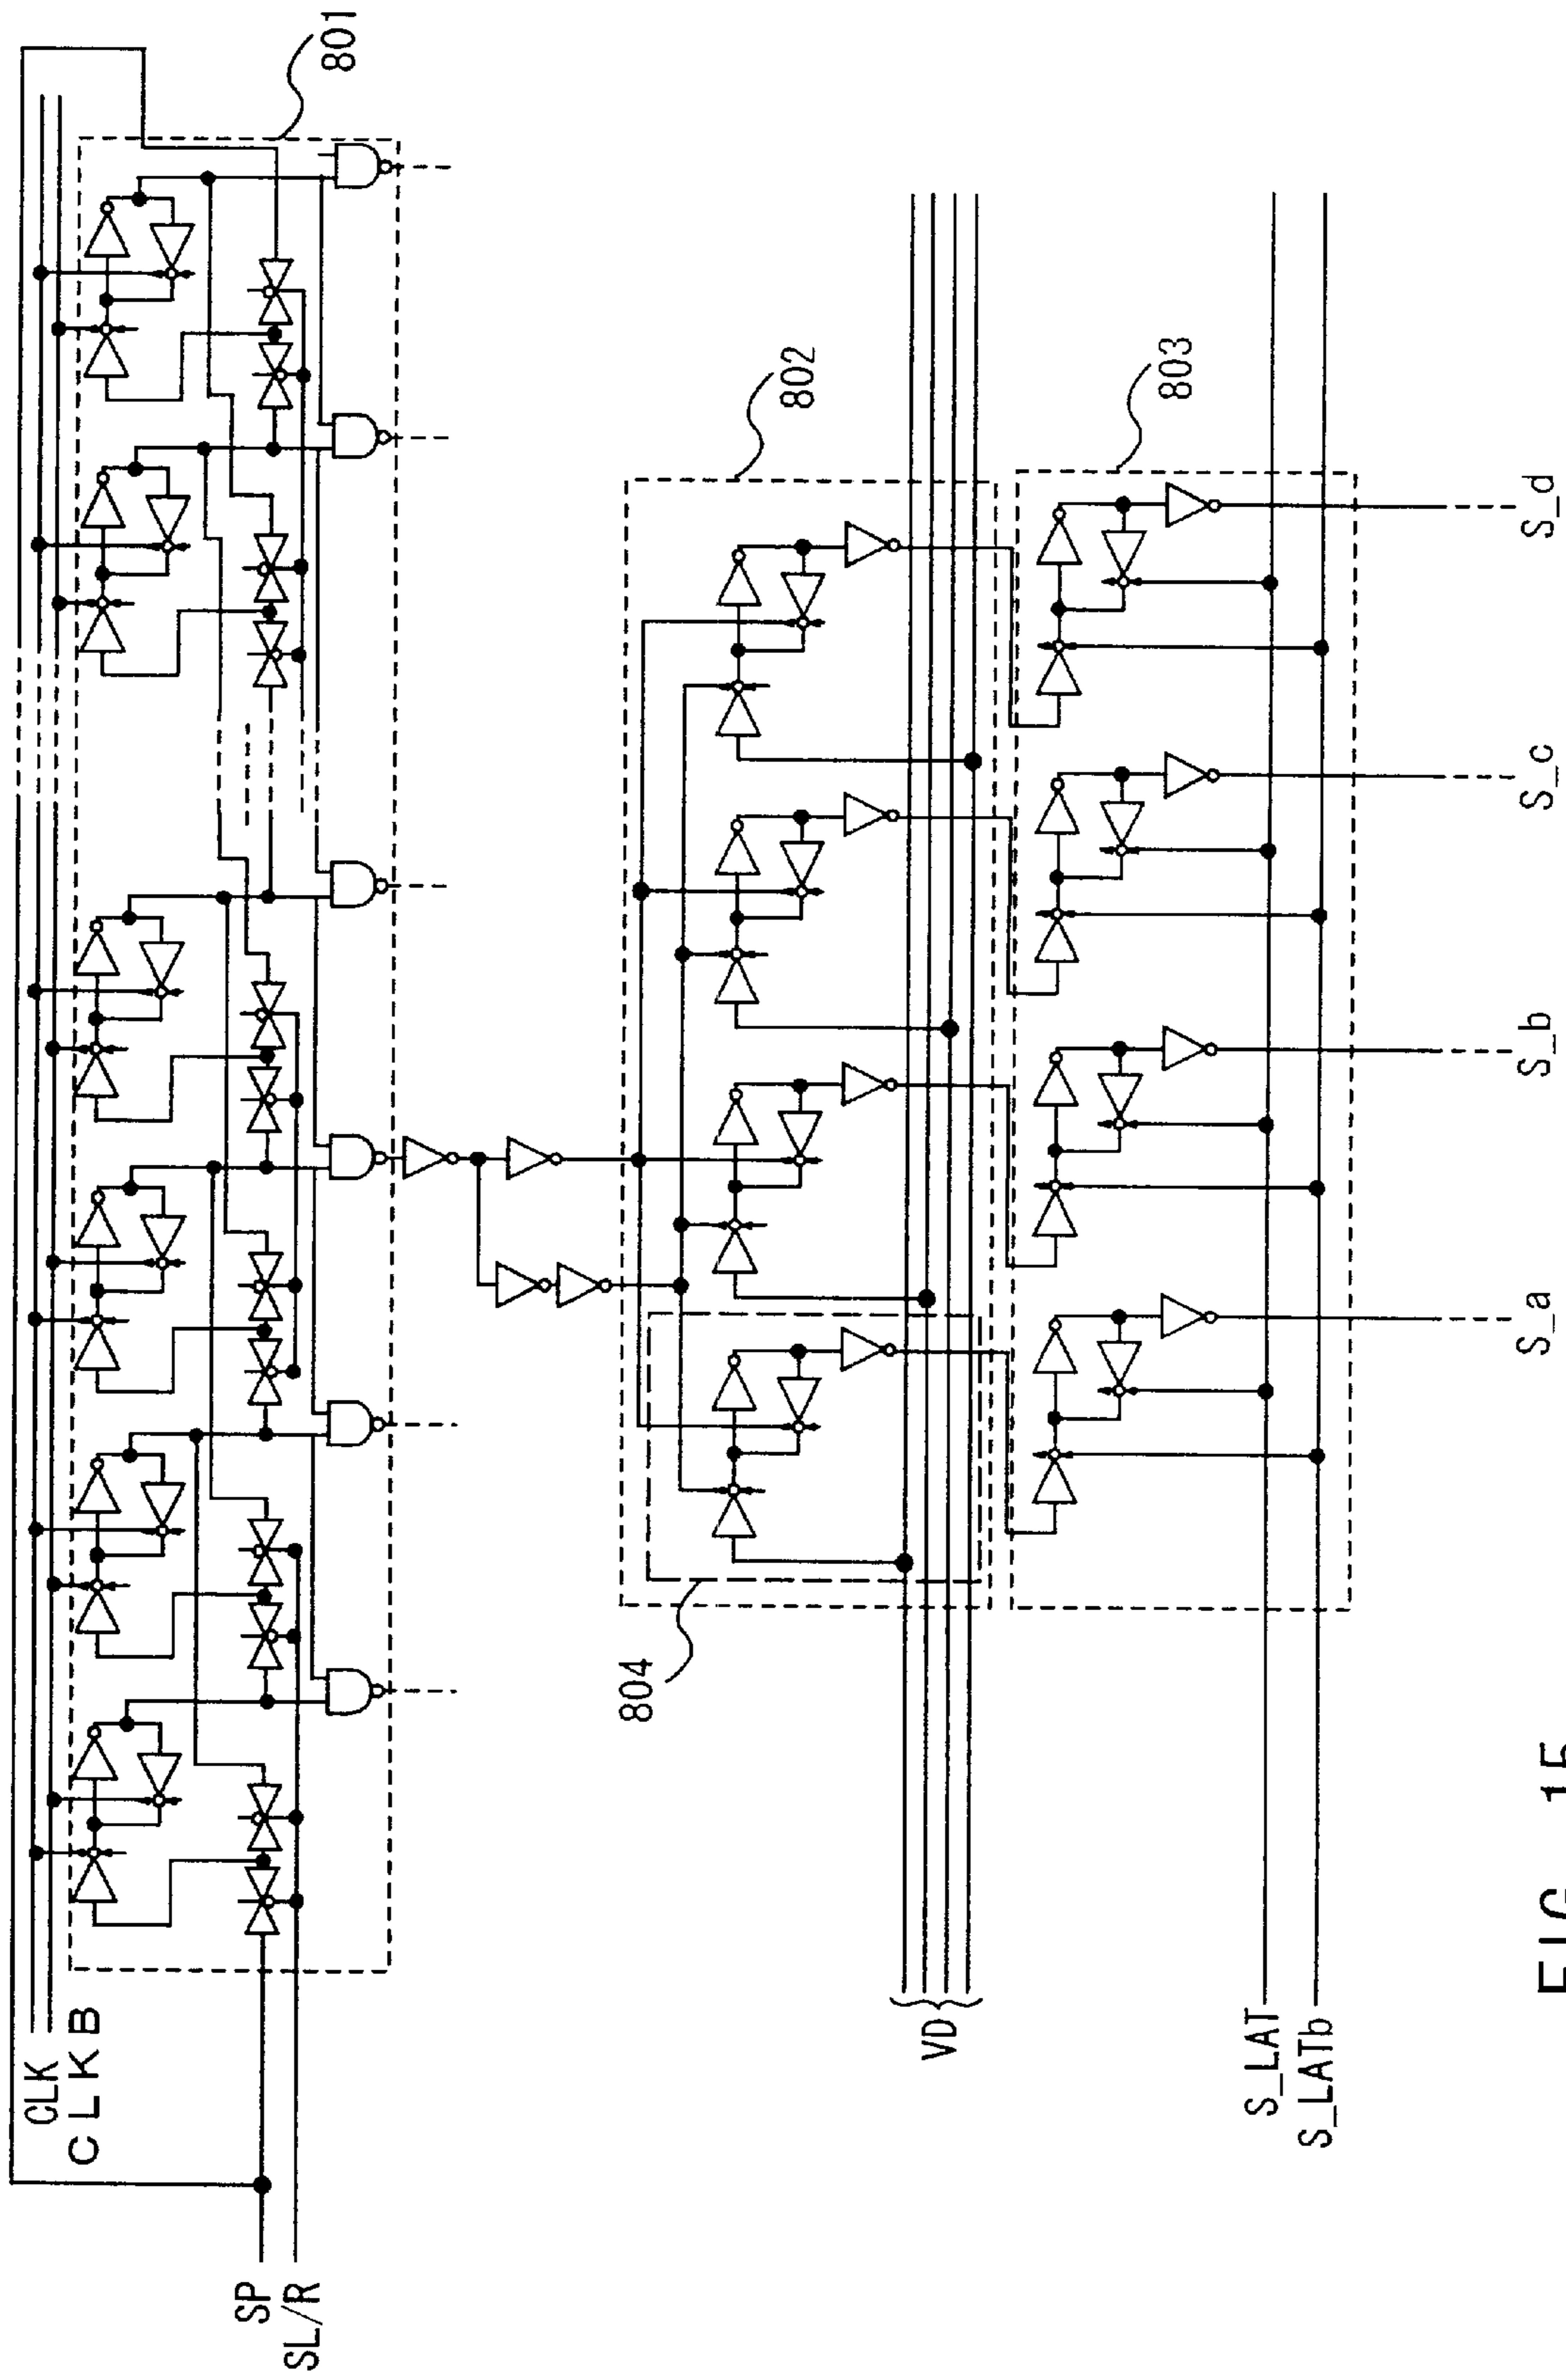 CLK
CLKB
SP
SL/R
801
802
803
804
VD
S_LAT
S_LATb
S_a
S_b
S_c
S_d
FIG. 15